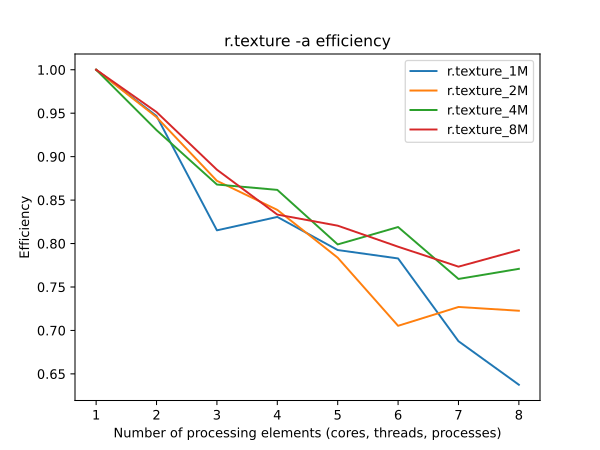 r.texture -a efficiency
r.texture_1M
r.texture_2M
r.texture_4M
r.texture_8M
Efficiency
1.00
0.95
0.90
0.85
0.80
0.75
0.70
0.65
1 2 3 4 5 6 7 8
Number of processing elements (cores, threads, processes)